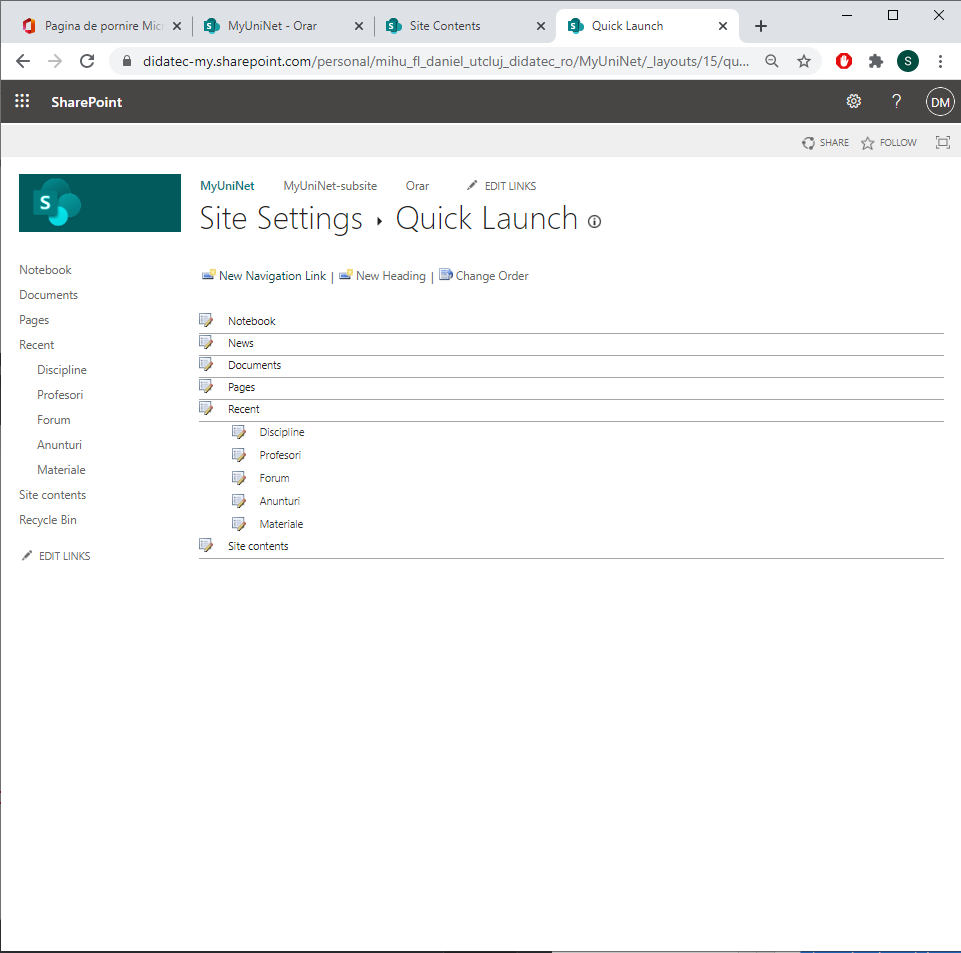 Pagina de pornire Mic
MyUniNet - Orar
Site Contents
Quick Launch
didatec-my.sharepoint.com/personal/mihu_fl_daniel_utcluj_didatec_ro/MyUniNet/_layouts/15/qu...
S
SharePoint
?
DM
SHARE
FOLLOW
S
MyUniNet MyUniNet-subsite Orar EDIT LINKS
Site Settings ▸ Quick Launch
Notebook
Documents
Pages
Recent
Discipline
Profesori
Forum
Anunturi
Materiale
Site contents
Recycle Bin
EDIT LINKS
New Navigation Link | New Heading | Change Order
Notebook
News
Documents
Pages
Recent
Discipline
Profesori
Forum
Anunturi
Materiale
Site contents